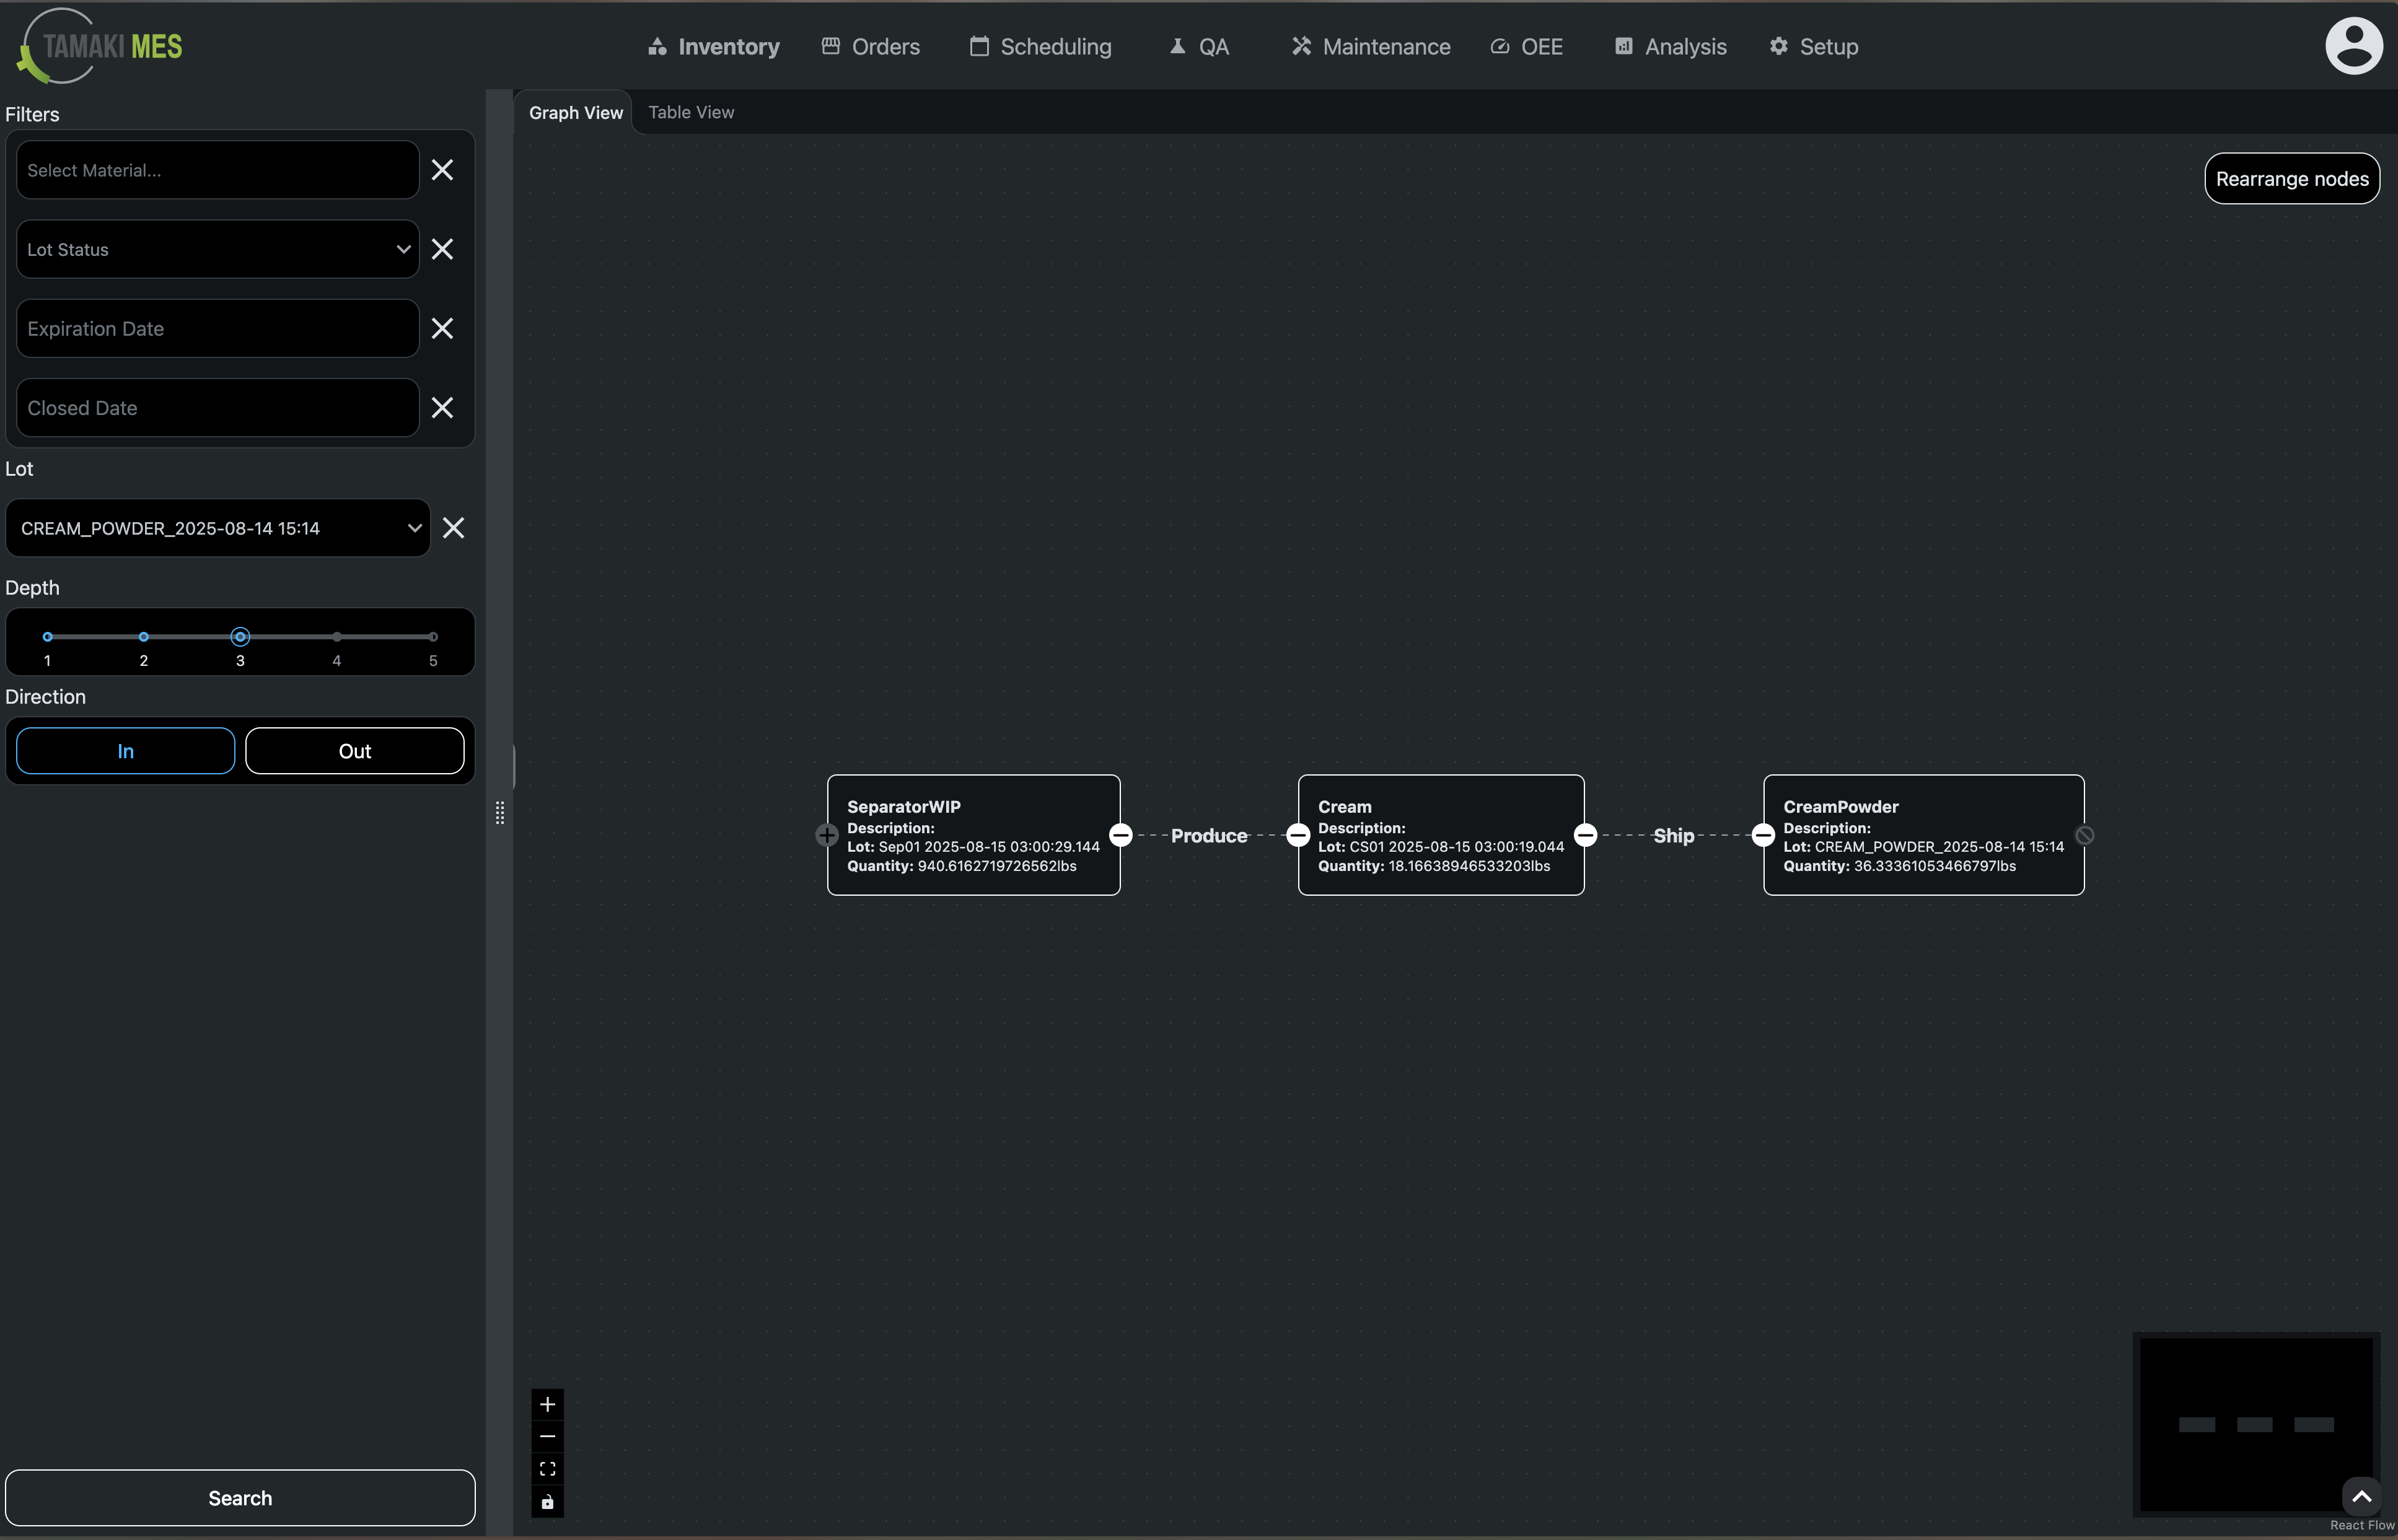 TAMAKI MES
Inventory
Orders
Scheduling
QA
Maintenance
OEE
Analysis
Setup
Filters
Select Material...
Lot Status
Expiration Date
Closed Date
Lot
CREAM_POWDER_2025-08-14 15:14
Depth
1 2 3 4 5
Direction
In
Out
Search
Graph View
Table View
Rearrange nodes
SeparatorWIP
Description:
Lot: Sep01 2025-08-15 03:00:29.144
Quantity: 940.6162719726562lbs
Produce
Cream
Description:
Lot: CS01 2025-08-15 03:00:19.044
Quantity: 18.16638946533203lbs
Ship
CreamPowder
Description:
Lot: CREAM_POWDER_2025-08-14 15:14
Quantity: 36.33361053466797lbs
React Flow